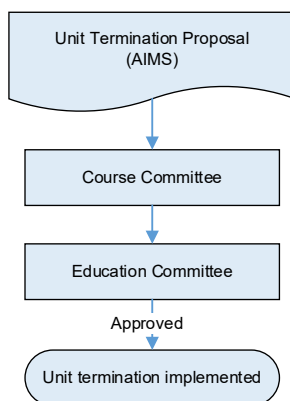 Unit Termination Proposal
(AIMS)
Course Committee
Education Committee
Approved
Unit termination implemented